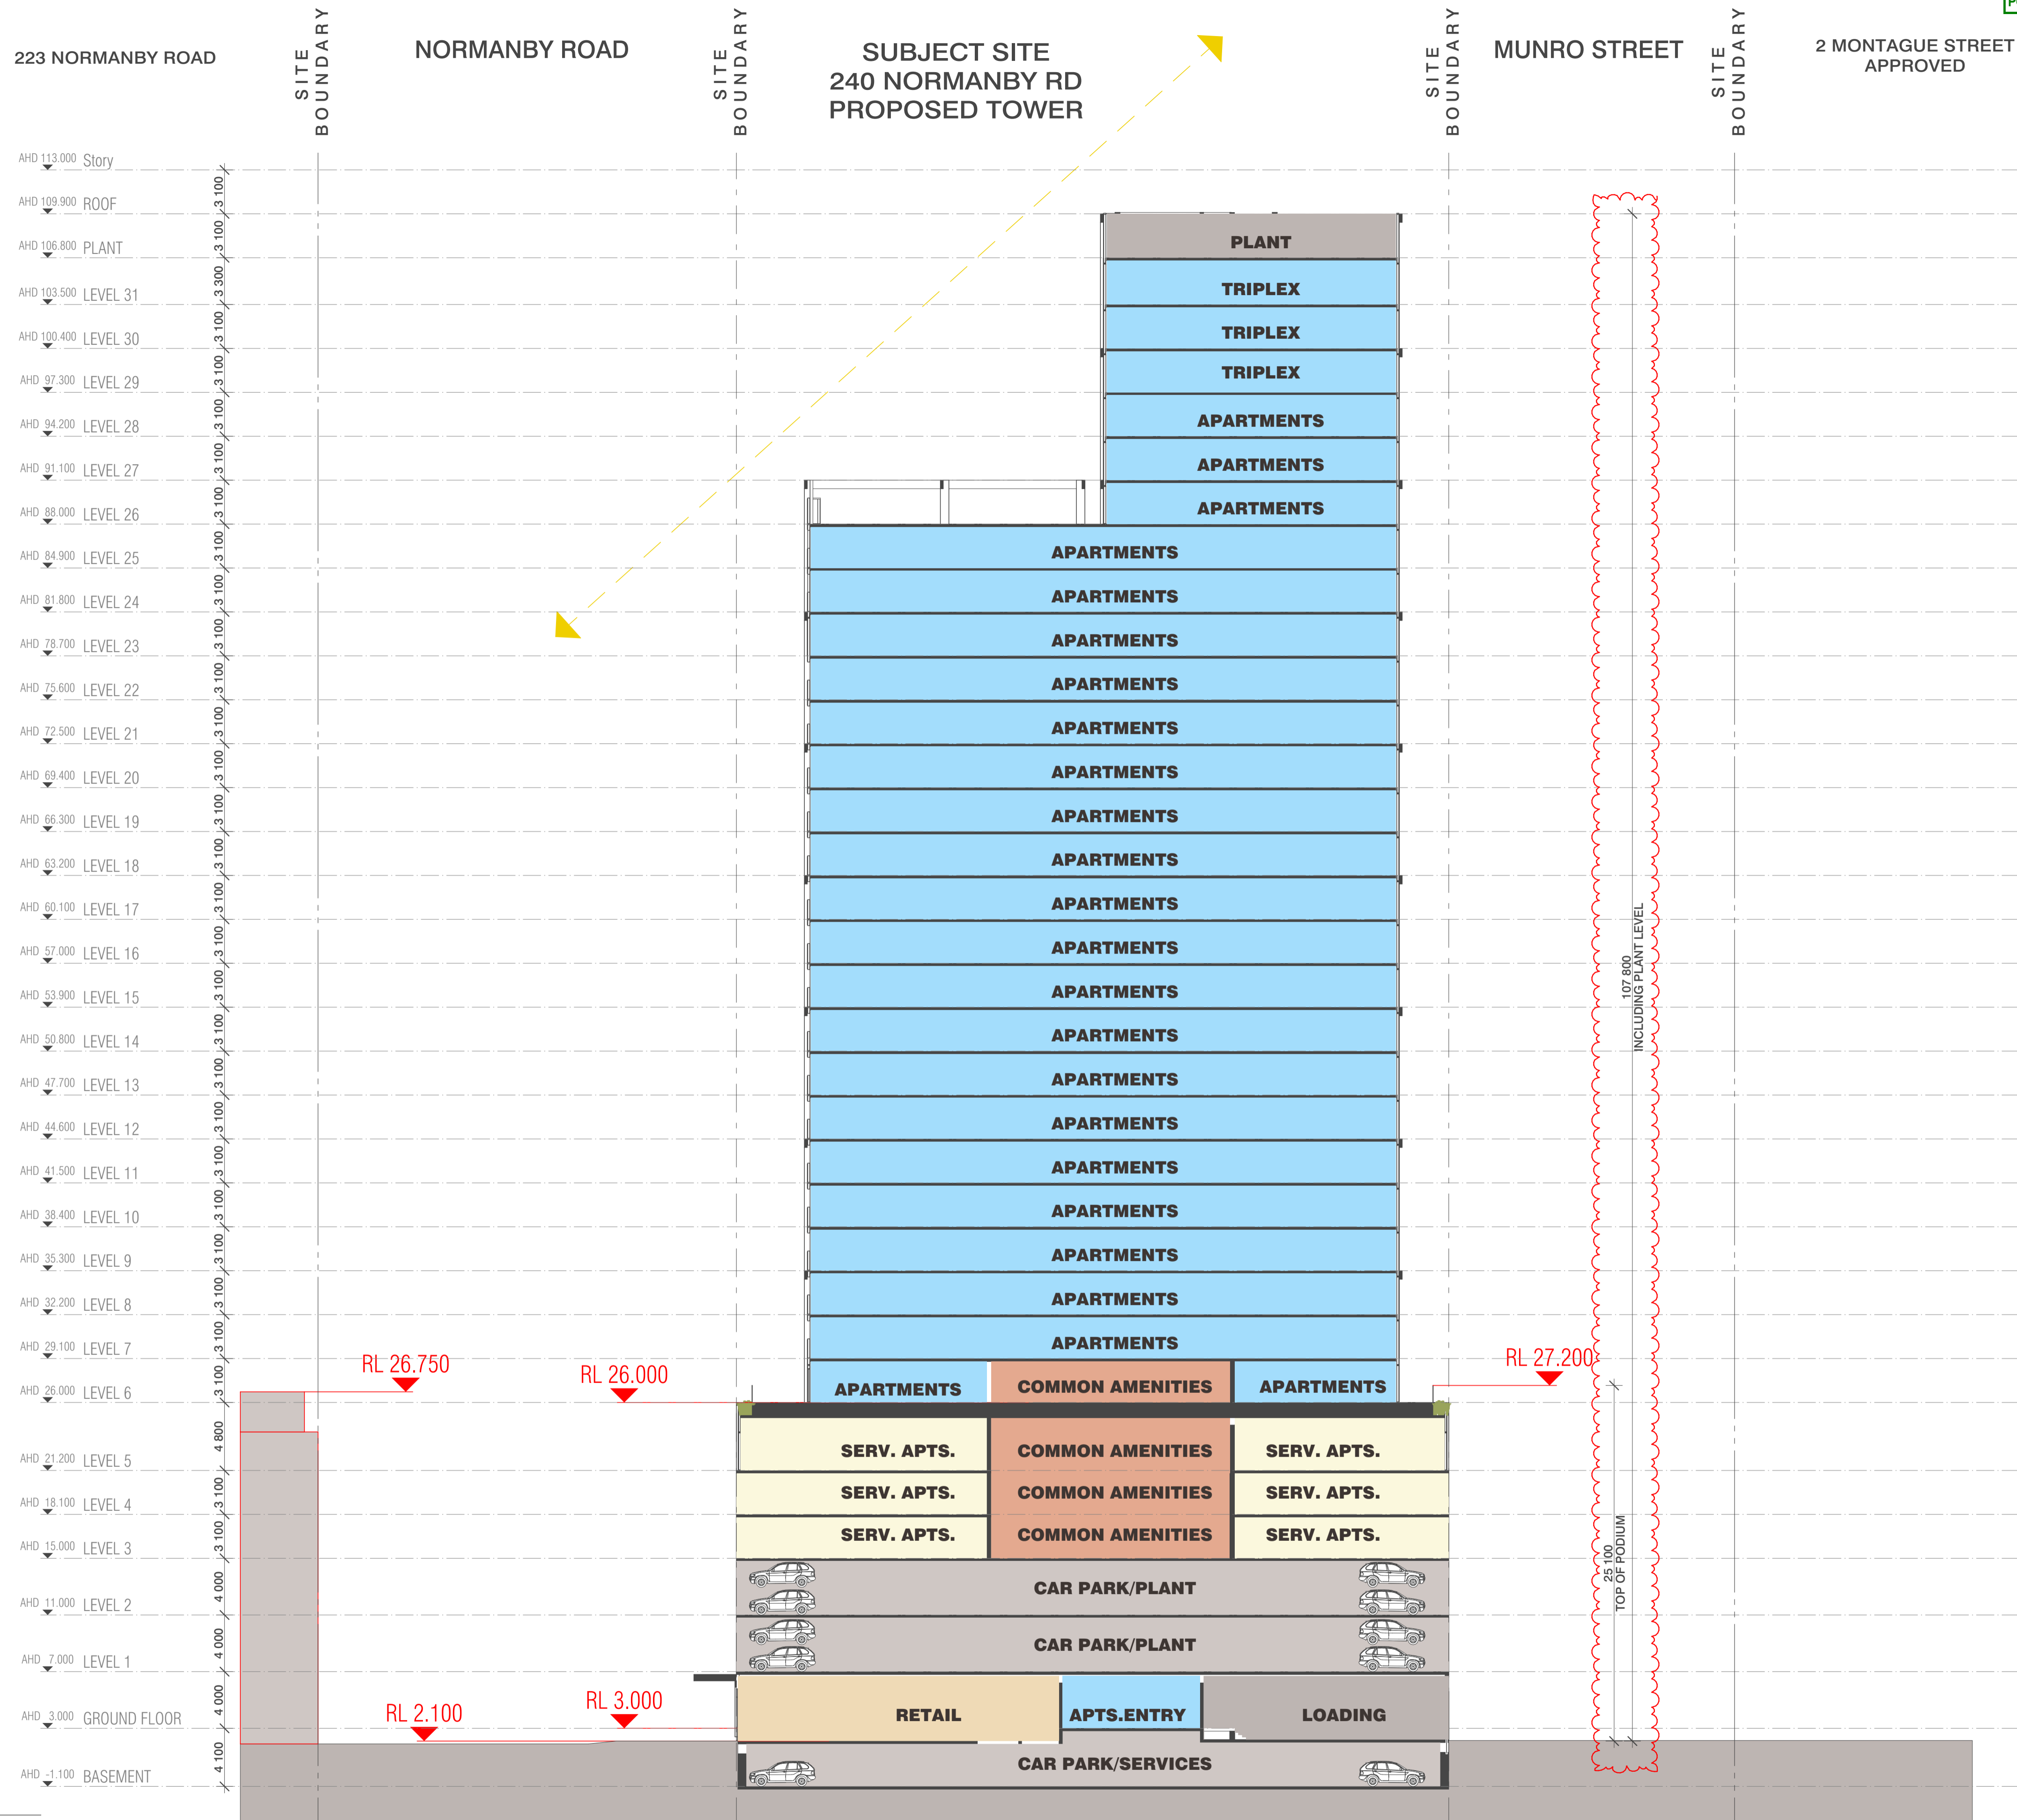 223 NORMANBY ROAD
SITE
BOUNDARY
NORMANBY ROAD
SITE
BOUNDARY
SUBJECT SITE
240 NORMANBY RD
PROPOSED TOWER
SITE
BOUNDARY
MUNRO STREET
SITE
BOUNDARY
2 MONTAGUE STREET
APPROVED
AHD 113.000 Story
3 100
AHD 109.900 ROOF
3 100
PLANT
AHD 106.800 PLANT
3 300
TRIPLEX
AHD 103.500 LEVEL 31
3 100
TRIPLEX
AHD 100.400 LEVEL 30
3 100
TRIPLEX
AHD 97.300 LEVEL 29
3 100
APARTMENTS
AHD 94.200 LEVEL 28
3 100
APARTMENTS
AHD 91.100 LEVEL 27
3 100
APARTMENTS
AHD 88.000 LEVEL 26
3 100
APARTMENTS
AHD 84.900 LEVEL 25
3 100
APARTMENTS
AHD 81.800 LEVEL 24
3 100
APARTMENTS
AHD 78.700 LEVEL 23
3 100
APARTMENTS
AHD 75.600 LEVEL 22
3 100
APARTMENTS
AHD 72.500 LEVEL 21
3 100
APARTMENTS
AHD 69.400 LEVEL 20
3 100
APARTMENTS
AHD 66.300 LEVEL 19
3 100
APARTMENTS
AHD 63.200 LEVEL 18
3 100
APARTMENTS
AHD 60.100 LEVEL 17
3 100
APARTMENTS
AHD 57.000 LEVEL 16
3 100
APARTMENTS
AHD 53.900 LEVEL 15
3 100
APARTMENTS
AHD 50.800 LEVEL 14
3 100
APARTMENTS
AHD 47.700 LEVEL 13
3 100
APARTMENTS
AHD 44.600 LEVEL 12
3 100
APARTMENTS
AHD 41.500 LEVEL 11
3 100
APARTMENTS
AHD 38.400 LEVEL 10
3 100
APARTMENTS
AHD 35.300 LEVEL 9
3 100
APARTMENTS
AHD 32.200 LEVEL 8
3 100
APARTMENTS
AHD 29.100 LEVEL 7
3 100
RL 26.750
RL 26.000
APARTMENTS COMMON AMENITIES APARTMENTS
RL 27.200
AHD 26.000 LEVEL 6
4 800
SERV. APTS. COMMON AMENITIES SERV. APTS.
AHD 21.200 LEVEL 5
3 100
SERV. APTS. COMMON AMENITIES SERV. APTS.
AHD 18.100 LEVEL 4
3 100
SERV. APTS. COMMON AMENITIES SERV. APTS.
AHD 15.000 LEVEL 3
4 000
CAR PARK/PLANT
AHD 11.000 LEVEL 2
4 000
CAR PARK/PLANT
AHD 7.000 LEVEL 1
4 000
RL 2.100
RL 3.000
RETAIL APTS.ENTRY LOADING
AHD 3.000 GROUND FLOOR
4 100
CAR PARK/SERVICES
AHD -1.100 BASEMENT
107 800
INCLUDING PLANT LEVEL
25 100
TOP OF PODIUM